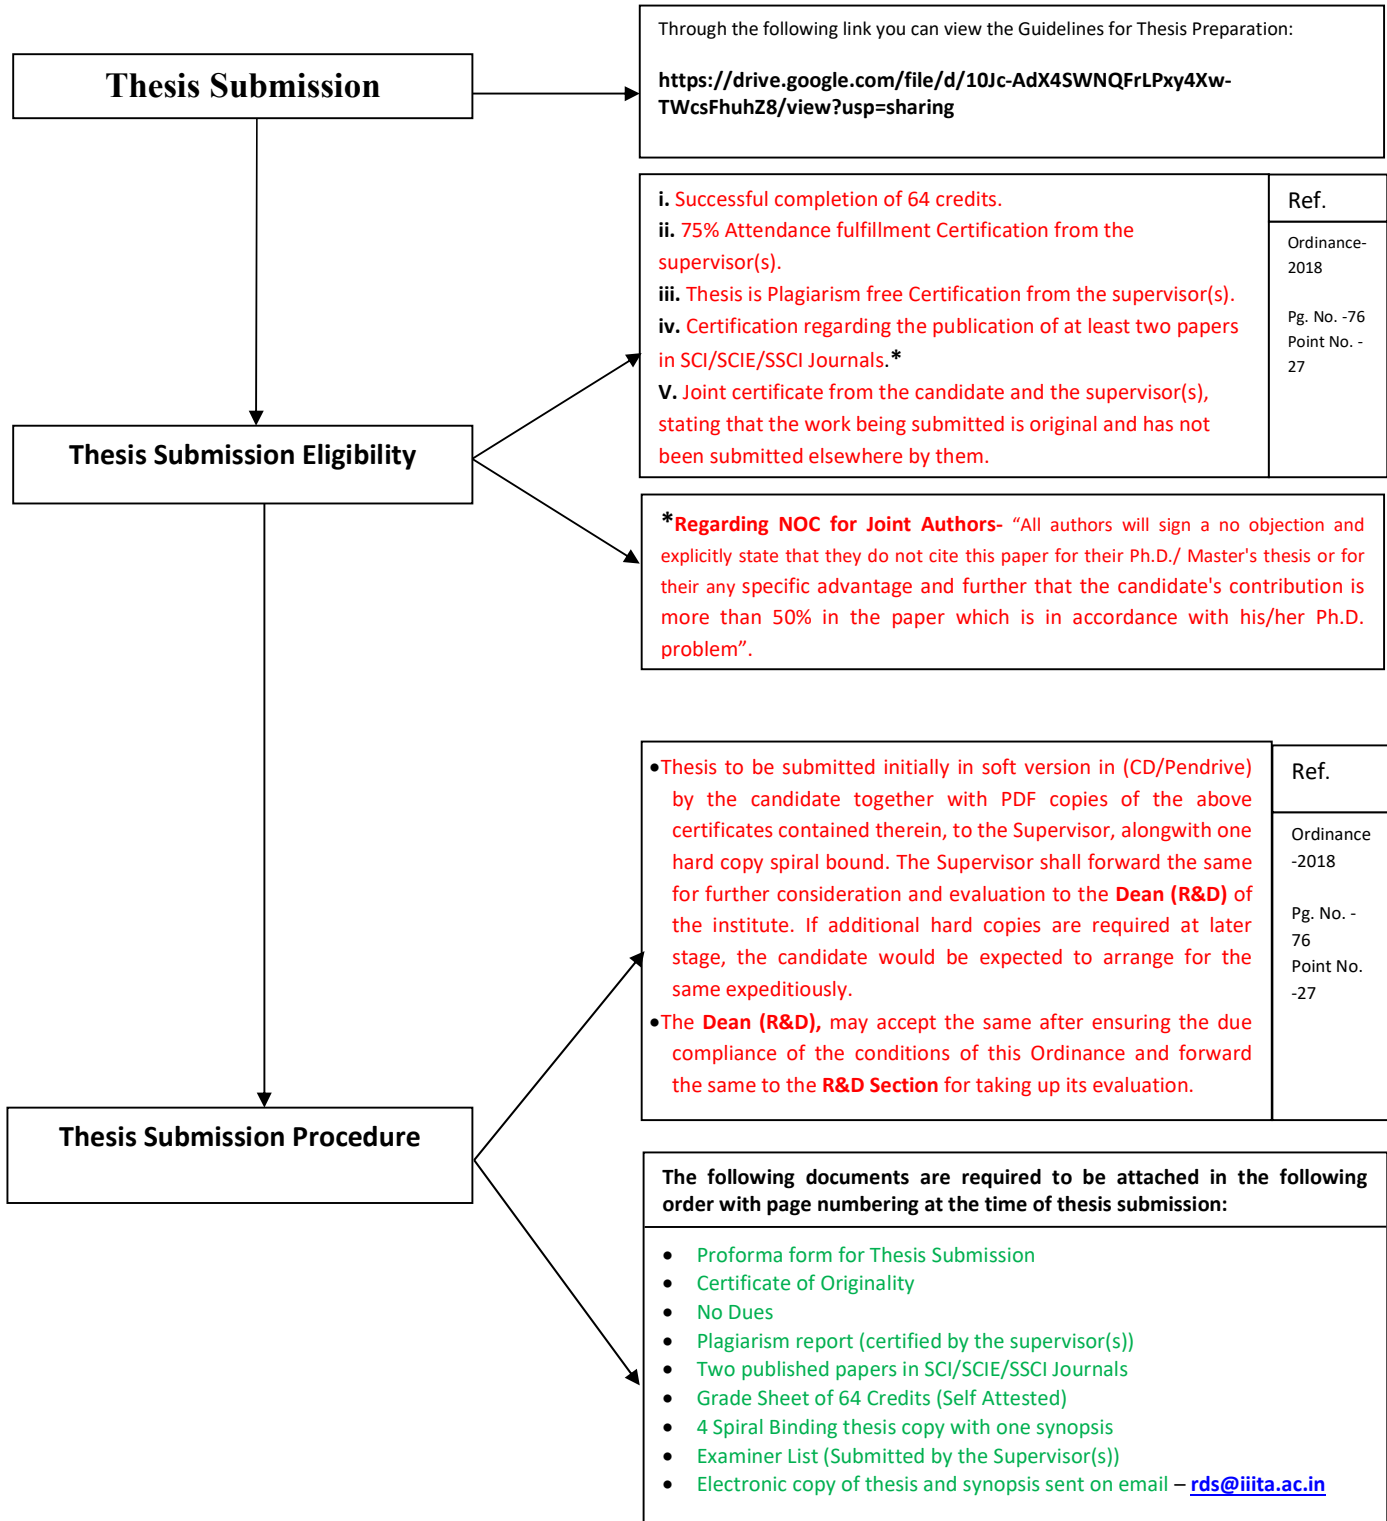 Thesis Submission
Through the following link you can view the Guidelines for Thesis Preparation:
https://drive.google.com/file/d/10Jc-AdX4SWNQFrLPxy4Xw-
TWcsFhuhZ8/view?usp=sharing
Thesis Submission Eligibility
i. Successful completion of 64 credits.
ii. 75% Attendance fulfillment Certification from the
supervisor(s).
iii. Thesis is Plagiarism free Certification from the supervisor(s).
iv. Certification regarding the publication of at least two papers
in SCI/SCIE/SSCI Journals.*
V. Joint certificate from the candidate and the supervisor(s),
stating that the work being submitted is original and has not
been submitted elsewhere by them.
Ref.
Ordinance-
2018
Pg. No. -76
Point No. -
27
*Regarding NOC for Joint Authors- “All authors will sign a no objection and
explicitly state that they do not cite this paper for their Ph.D./ Master's thesis or for
their any specific advantage and further that the candidate's contribution is
more than 50% in the paper which is in accordance with his/her Ph.D.
problem”.
Thesis Submission Procedure
•Thesis to be submitted initially in soft version in (CD/Pendrive)
by the candidate together with PDF copies of the above
certificates contained therein, to the Supervisor, alongwith one
hard copy spiral bound. The Supervisor shall forward the same
for further consideration and evaluation to the Dean (R&D) of
the institute. If additional hard copies are required at later
stage, the candidate would be expected to arrange for the
same expeditiously.
•The Dean (R&D), may accept the same after ensuring the due
compliance of the conditions of this Ordinance and forward
the same to the R&D Section for taking up its evaluation.
Ref.
Ordinance
-2018
Pg. No. -
76
Point No.
-27
The following documents are required to be attached in the following
order with page numbering at the time of thesis submission:
• Proforma form for Thesis Submission
• Certificate of Originality
• No Dues
• Plagiarism report (certified by the supervisor(s))
• Two published papers in SCI/SCIE/SSCI Journals
• Grade Sheet of 64 Credits (Self Attested)
• 4 Spiral Binding thesis copy with one synopsis
• Examiner List (Submitted by the Supervisor(s))
• Electronic copy of thesis and synopsis sent on email – rds@iiita.ac.in